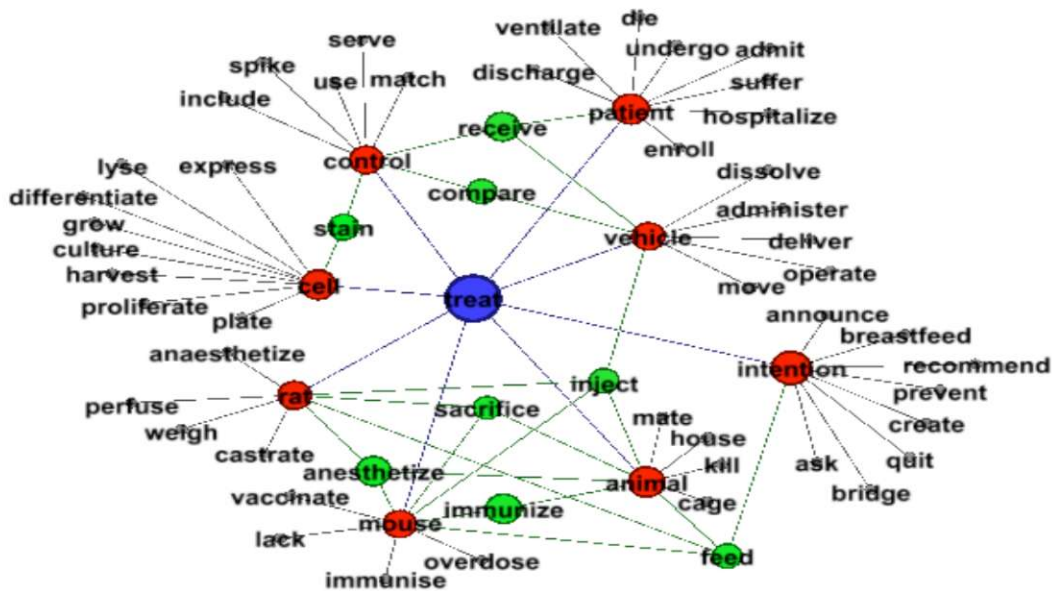 die
ventilate
serve
undergo admit
spike
discharge
suffer
use match
include
patient
hospitalize
receive
enroll
control
lyse
express
dissolve
differentiate
compare
administer
grow
stain
vehicle
deliver
culture
harvest
operate
cell
move
proliferate
treat
plate
announce
breastfeed
anaesthetize
intention
recommend
inject
prevent
perfuse
rat
sacrifice
mate
create
weigh
house
castrate
kill
ask
quit
anesthetize
animal
vaccinate
cage
bridge
mouse
immunize
lack
feed
overdose
immunise